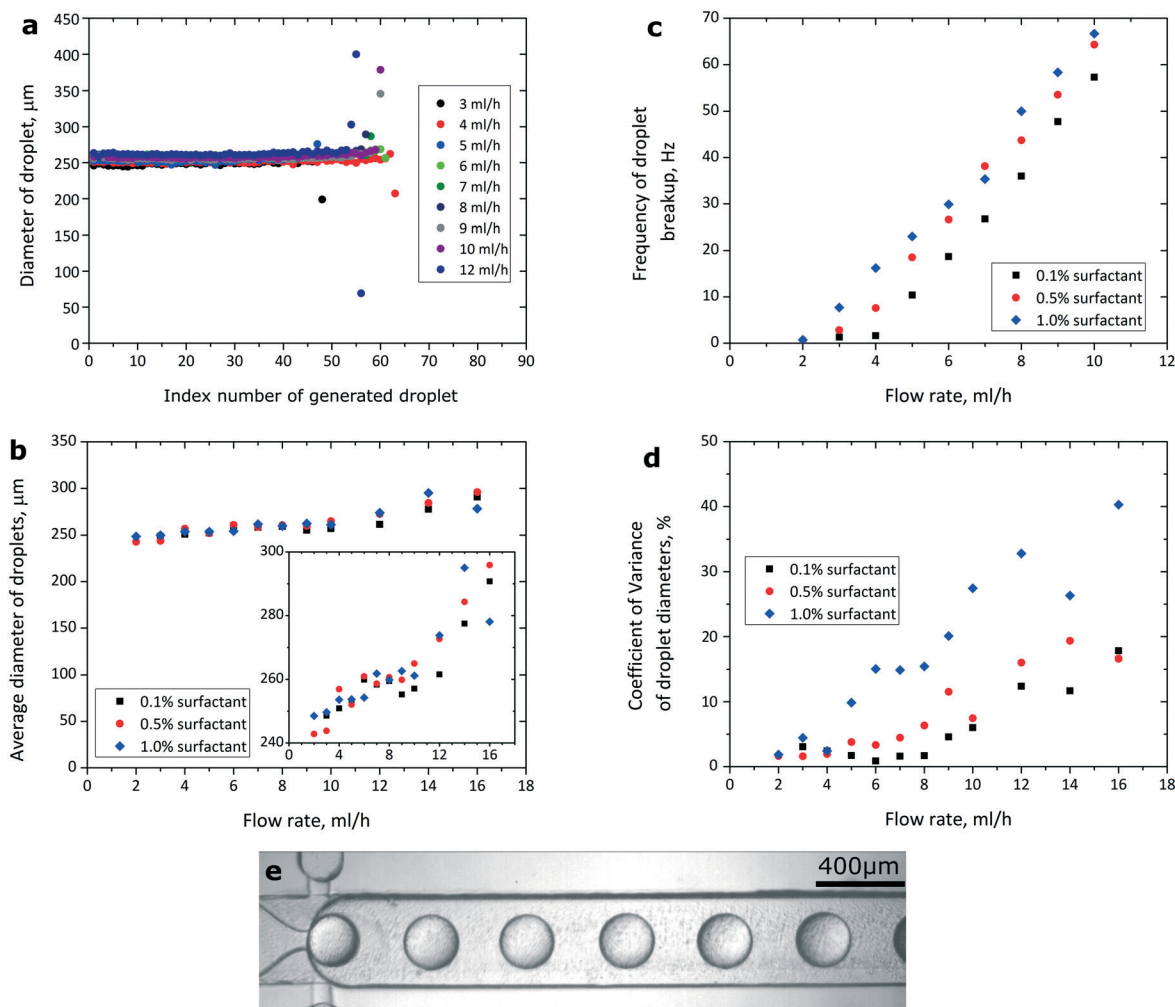 a
Diameter of droplet, µm
450
400
350
300
250
200
150
100
50
0
3 ml/h
4 ml/h
5 ml/h
6 ml/h
7 ml/h
8 ml/h
9 ml/h
10 ml/h
12 ml/h
0 10 20 30 40 50 60 70 80 90
Index number of generated droplet
c
Frequency of droplet
breakup, Hz
70
60
50
40
30
20
10
0
0.1% surfactant
0.5% surfactant
1.0% surfactant
0 2 4 6 8 10 12
Flow rate, ml/h
b
Average diameter of droplets, µm
350
300
250
200
150
100
50
0
300
280
260
240
0 4 8 12 16
0.1% surfactant
0.5% surfactant
1.0% surfactant
0 2 4 6 8 10 12 14 16 18
Flow rate, ml/h
d
Coefficient of Variance
of droplet diameters, %
50
40
30
20
10
0
0.1% surfactant
0.5% surfactant
1.0% surfactant
0 2 4 6 8 10 12 14 16 18
Flow rate, ml/h
e
400µm